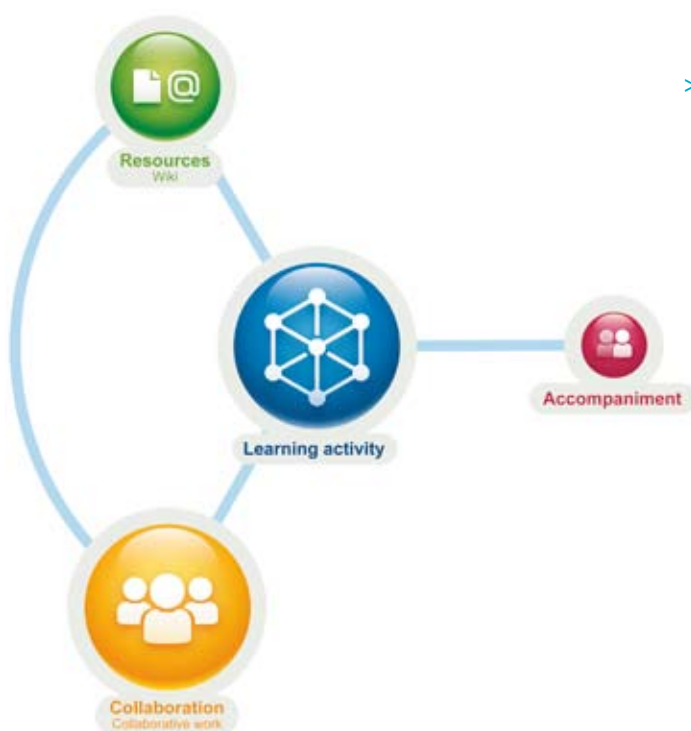 @
>
Resources
Wiki
Learning activity
Accompaniment
Collaboration
Collaborative work